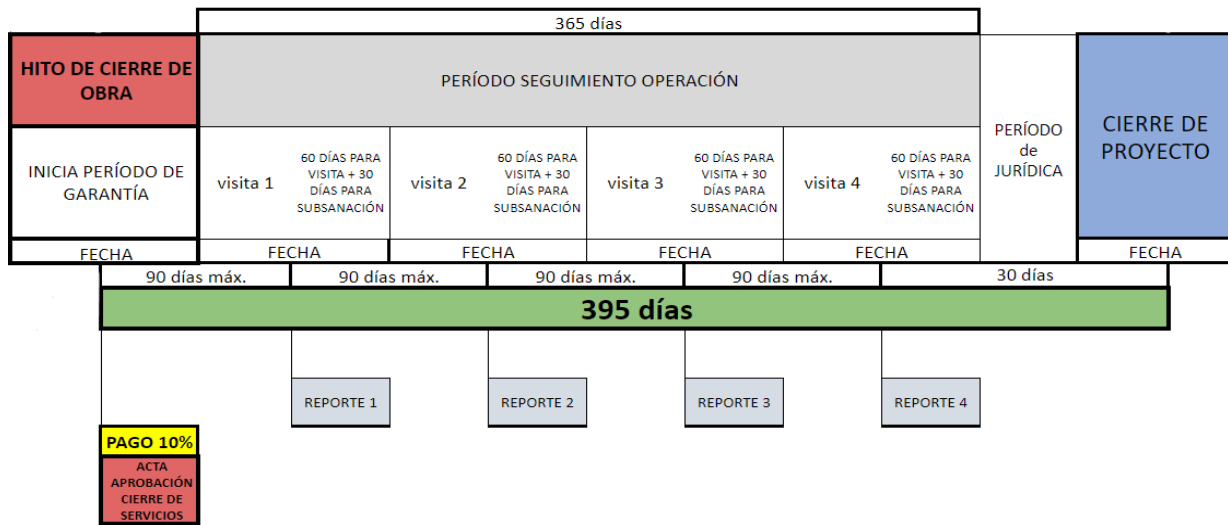 365 días
HITO DE CIERRE DE
OBRA
PERÍODO SEGUIMIENTO OPERACIÓN
PERÍODO
de
JURÍDICA
CIERRE DE
PROYECTO
INICIA PERÍODO DE
GARANTÍA
visita 1
60 DÍAS PARA
VISITA + 30
DÍAS PARA
SUBSANACIÓN
visita 2
60 DÍAS PARA
VISITA + 30
DÍAS PARA
SUBSANACIÓN
visita 3
60 DÍAS PARA
VISITA + 30
DÍAS PARA
SUBSANACIÓN
visita 4
60 DÍAS PARA
VISITA + 30
DÍAS PARA
SUBSANACIÓN
FECHA
FECHA
FECHA
FECHA
FECHA
FECHA
90 días máx.
90 días máx.
90 días máx.
90 días máx.
30 días
395 días
REPORTE 1
REPORTE 2
REPORTE 3
REPORTE 4
PAGO 10%
ACTA
APROBACIÓN
CIERRE DE
SERVICIOS